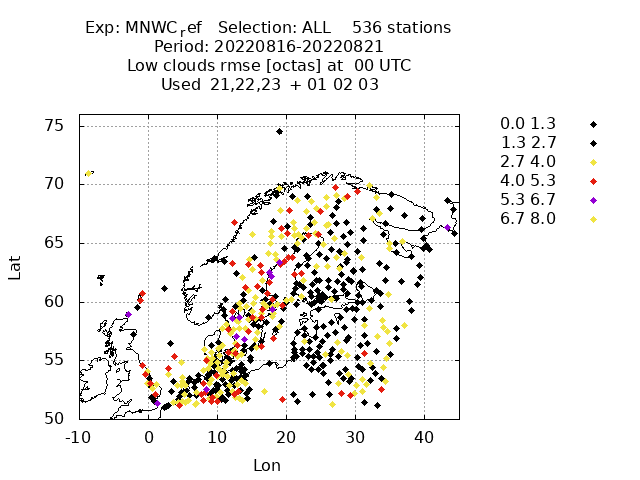 Exp: MNWC_ref Selection: ALL 536 stations
Period: 20220816-20220821
Low clouds rmse [octas] at 00 UTC
Used 21,22,23 + 01 02 03
0.0 1.3
1.3 2.7
2.7 4.0
4.0 5.3
5.3 6.7
6.7 8.0
75
70
65
60
55
50
Lat
-10 0 10 20 30 40
Lon